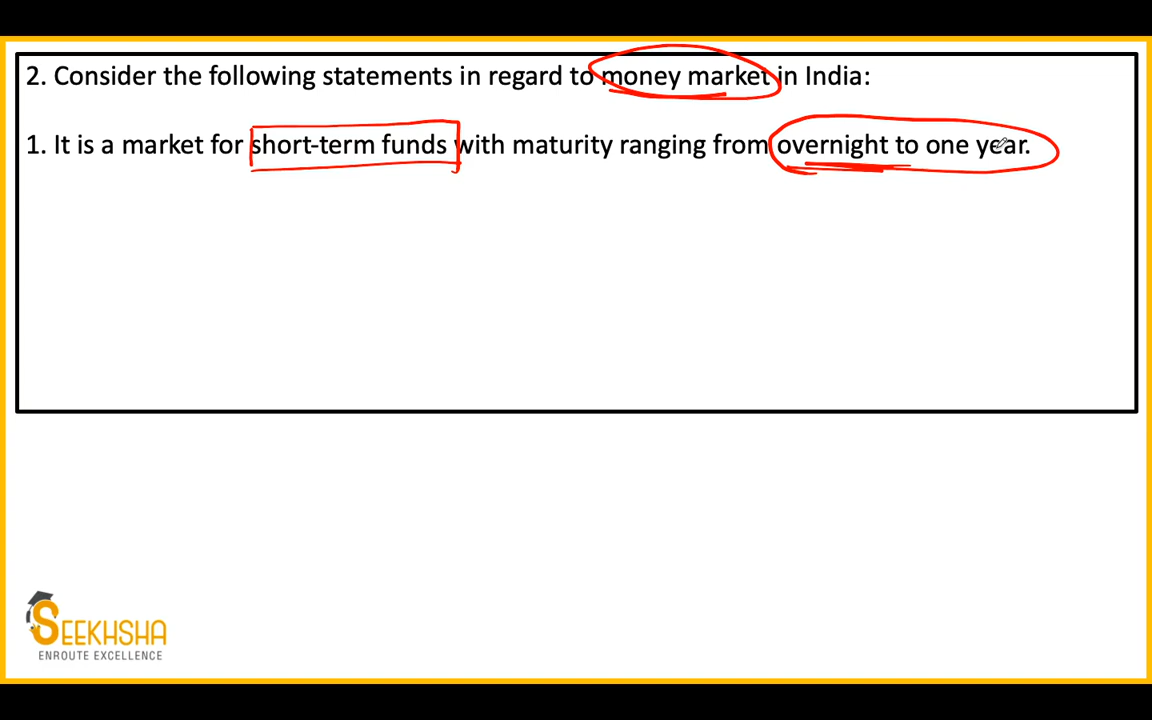 2. Consider the following statements in regard to money market in India:
1. It is a market for short-term funds with maturity ranging from overnight to one year.
SEEKHSHA
ENROUTE EXCELLENCE